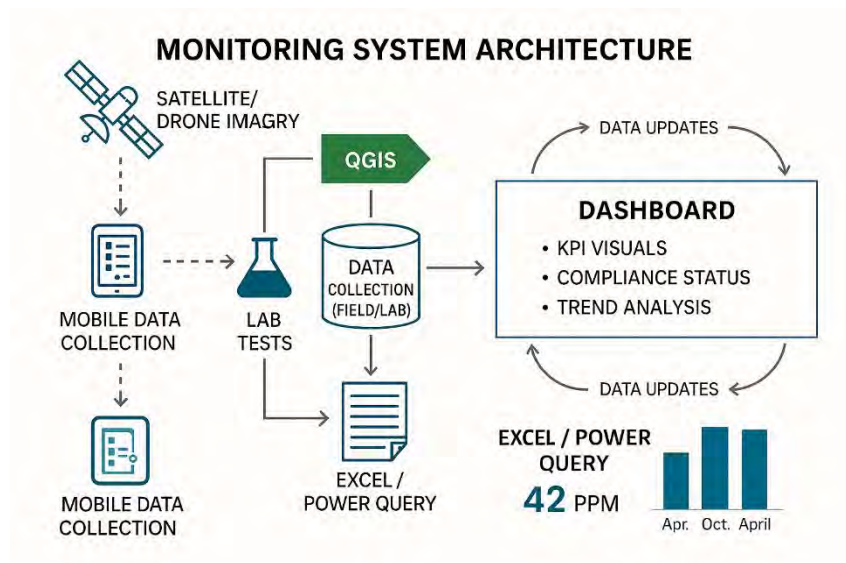 MONITORING SYSTEM ARCHITECTURE
SATELLITE/
DRONE IMAGRY
QGIS
DATA UPDATES
DASHBOARD
• KPI VISUALS
• COMPLIANCE STATUS
• TREND ANALYSIS
DATA
COLLECTION
(FIELD/LAB)
MOBILE DATA
COLLECTION
LAB
TESTS
DATA UPDATES
EXCEL /
POWER QUERY
MOBILE DATA
COLLECTION
EXCEL / POWER
QUERY
42 PPM
Apr. Oct. April